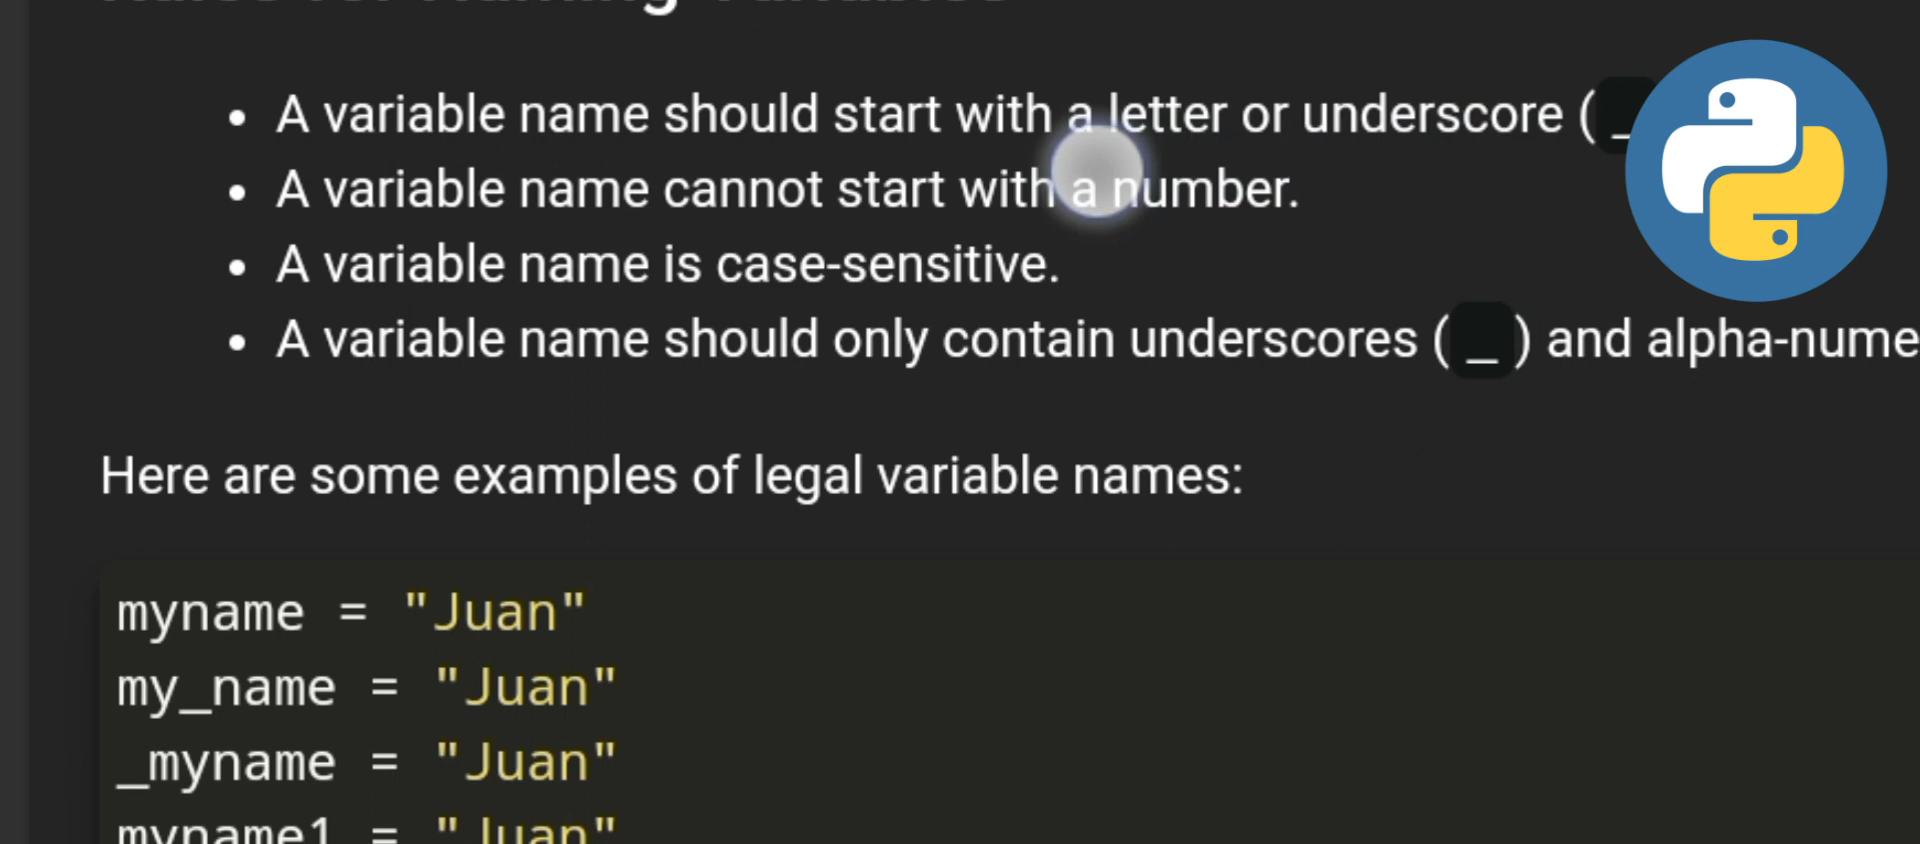 • A variable name should start with a letter or underscore ( _
• A variable name cannot start with a number.
• A variable name is case-sensitive.
• A variable name should only contain underscores ( _ ) and alpha-nume
Here are some examples of legal variable names:
myname = "Juan"
my_name = "Juan"
_myname = "Juan"
myname1 = "Juan"